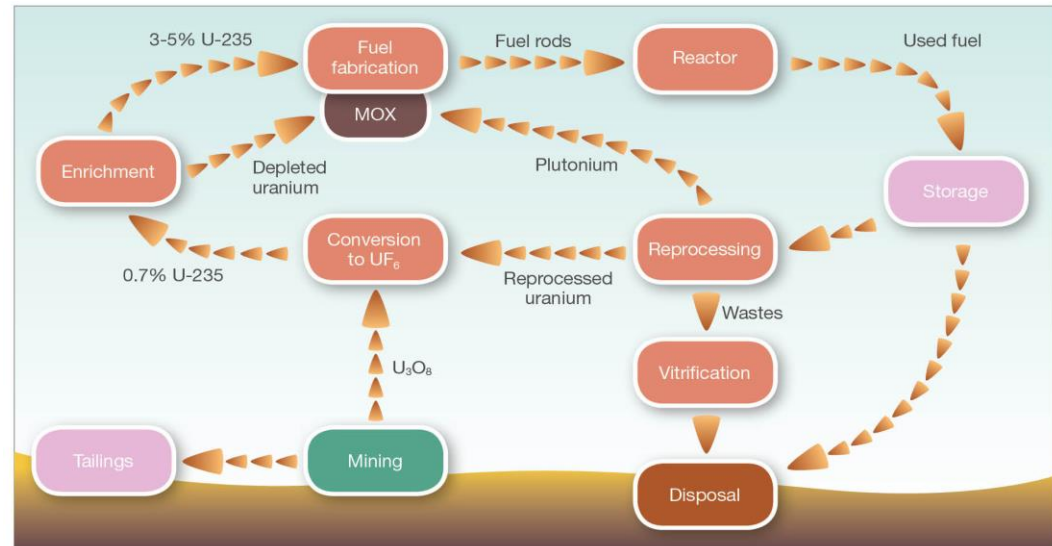 3-5% U-235
Fuel
fabrication
Fuel rods
Reactor
Used fuel
MOX
Enrichment
Depleted
uranium
Plutonium
Storage
Conversion
to UF₆
Reprocessing
0.7% U-235
Reprocessed
uranium
Wastes
U₃O₈
Vitrification
Tailings
Mining
Disposal